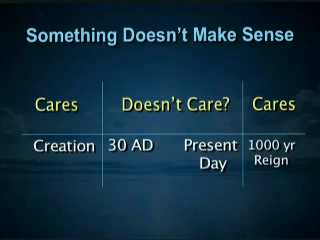 Something Doesn't Make Sense
Cares Doesn't Care? Cares
Creation 30 AD Present Day 1000 yr Reign